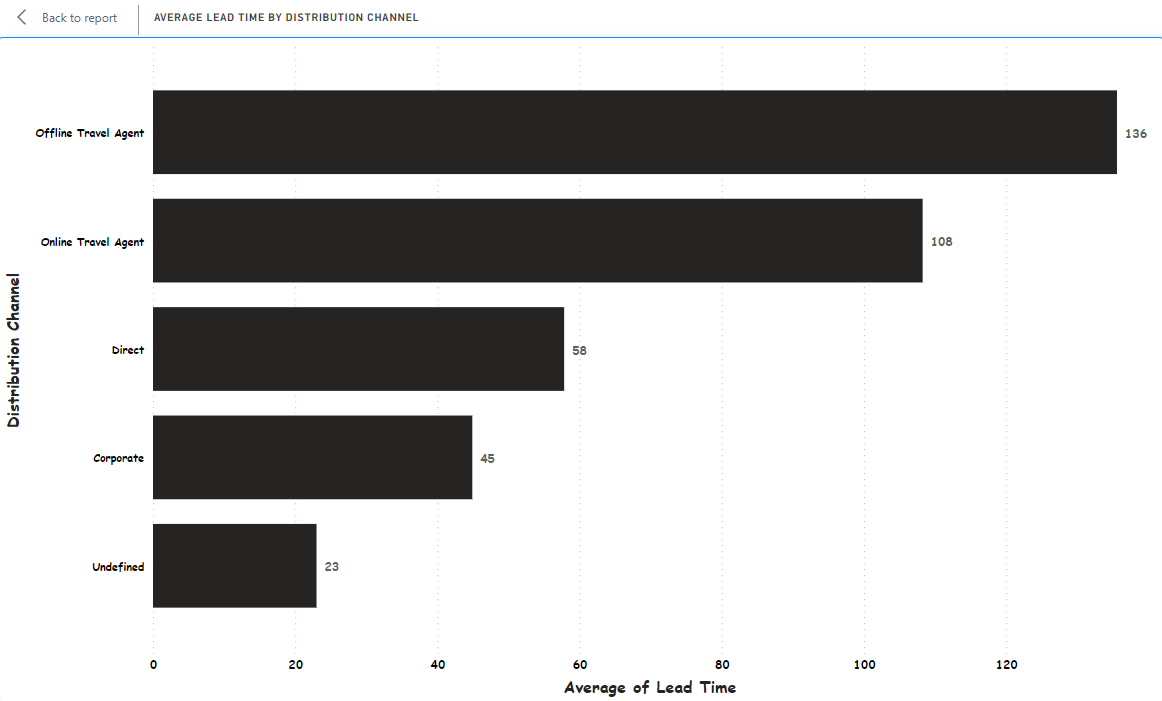 Back to report
AVERAGE LEAD TIME BY DISTRIBUTION CHANNEL
Distribution Channel
Offline Travel Agent
136
Online Travel Agent
108
Direct
58
Corporate
45
Undefined
23
0 20 40 60 80 100 120
Average of Lead Time